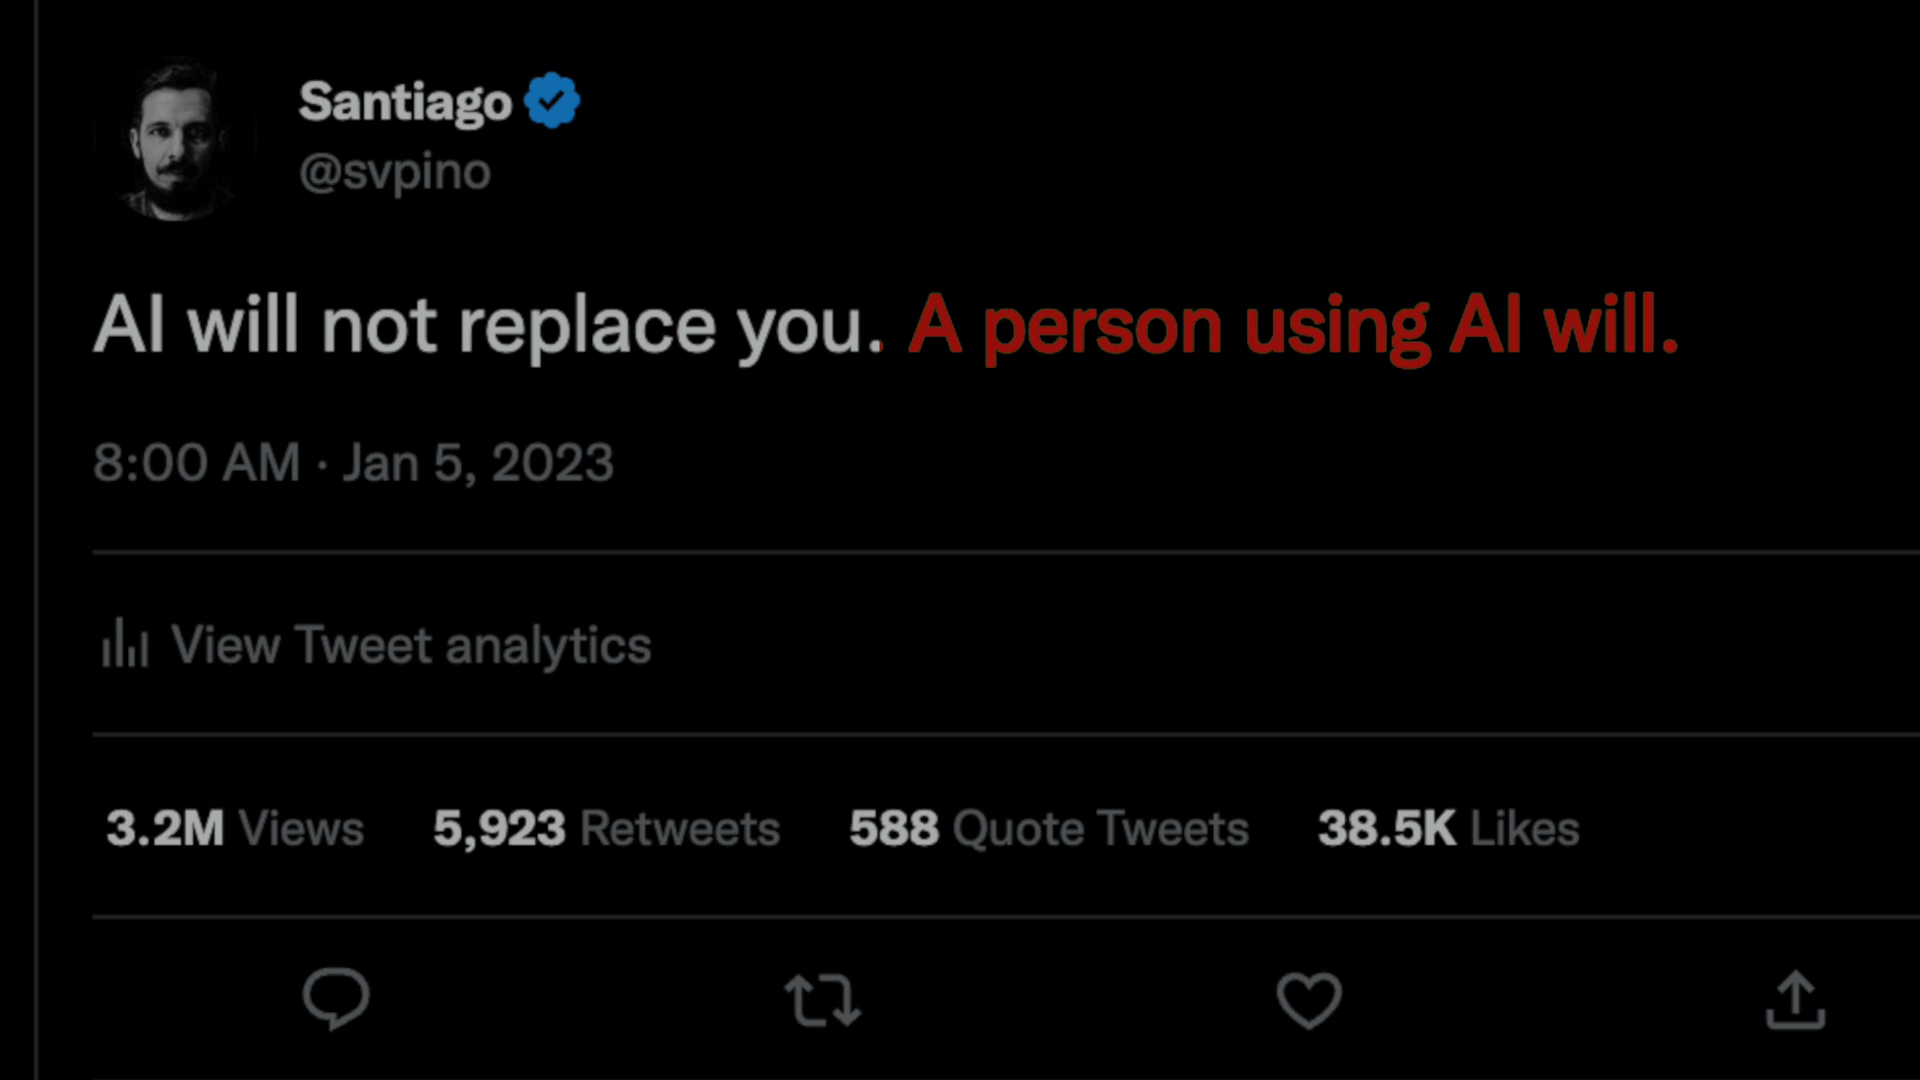 Santiago
@svpino
AI will not replace you. A person using AI will.
8:00 AM · Jan 5, 2023
View Tweet analytics
3.2M Views 5,923 Retweets 588 Quote Tweets 38.5K Likes